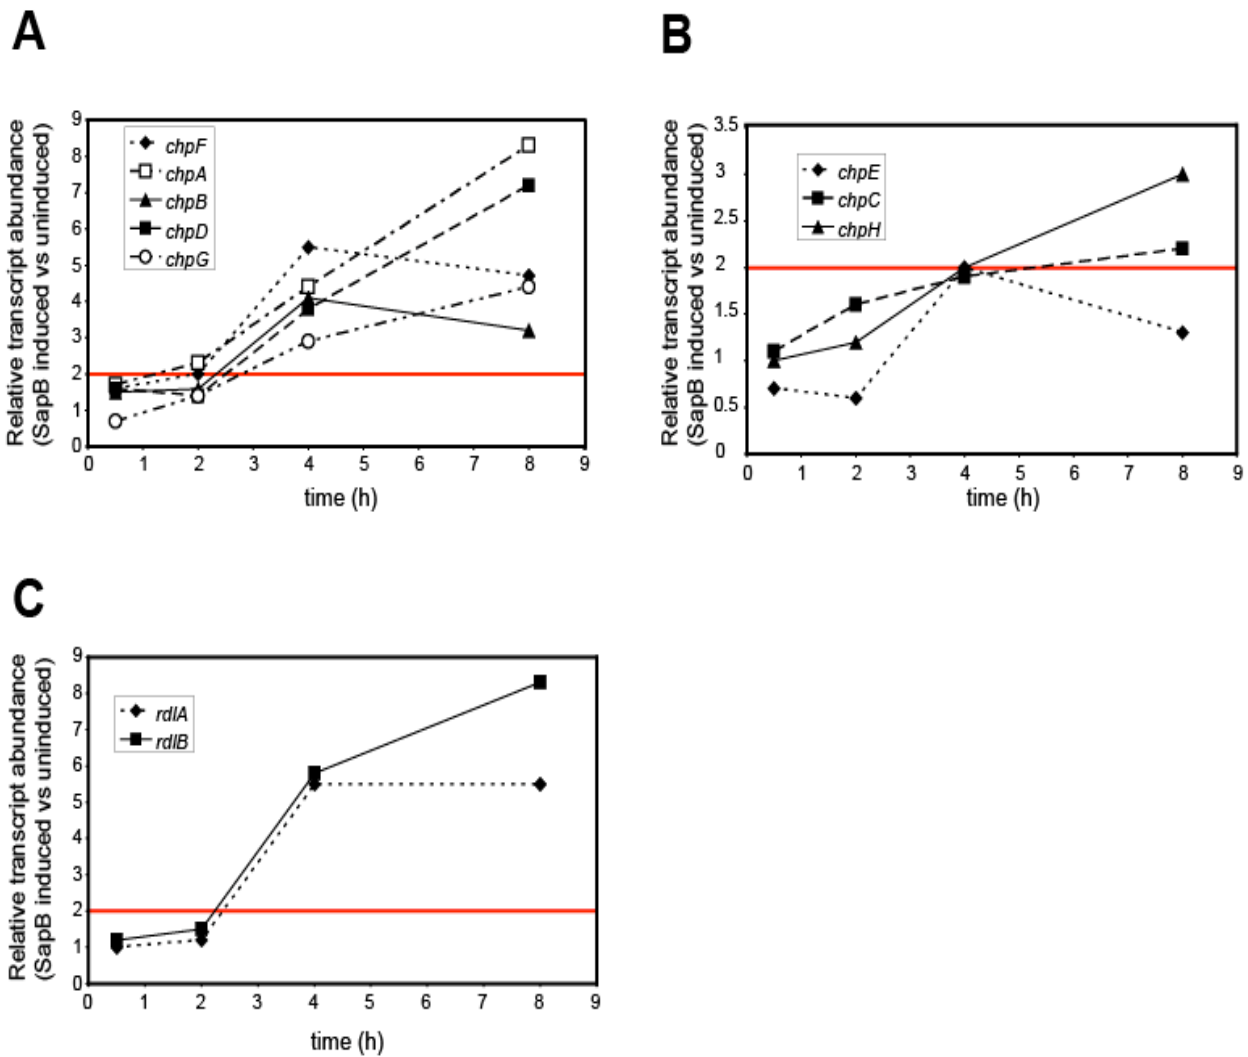 A
Relative transcript abundance
(SapB induced vs uninduced)
9
8
7
6
5
4
3
2
1
0
chpF
chpA
chpB
chpD
chpG
0 1 2 3 4 5 6 7 8 9
time (h)
B
Relative transcript abundance
(SapB induced vs uninduced)
3.5
3
2.5
2
1.5
1
0.5
0
chpE
chpC
chpH
0 1 2 3 4 5 6 7 8 9
time (h)
C
Relative transcript abundance
(SapB induced vs uninduced)
9
8
7
6
5
4
3
2
1
0
rdlA
rdlB
0 1 2 3 4 5 6 7 8 9
time (h)